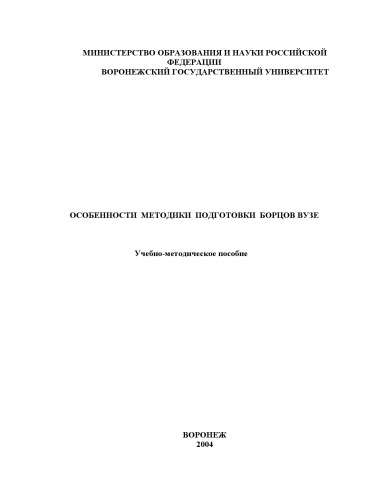 МИНИСТЕРСТВО ОБРАЗОВАНИЯ И НАУКИ РОССИЙСКОЙ
ФЕДЕРАЦИИ
ВОРОНЕЖСКИЙ ГОСУДАРСТВЕННЫЙ УНИВЕРСИТЕТ
ОСОБЕННОСТИ МЕТОДИКИ ПОДГОТОВКИ БОРЦОВ ВУЗЕ
Учебно-методическое пособие
ВОРОНЕЖ
2004